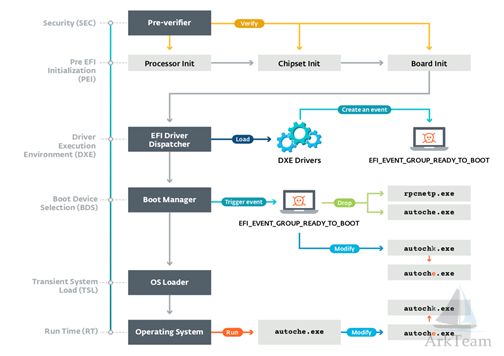 Security (SEC)
Pre-verifier
Verify
Pre EFI
Initialization
(PEI)
Processor Init
Chipset Init
Board Init
Create an event
Driver
Execution
Environment (DXE)
EFI Driver
Dispatcher
Load
DXE Drivers
EFI_EVENT_GROUP_READY_TO_BOOT
Boot Device
Selection (BDS)
Boot Manager
Trigger event
EFI_EVENT_GROUP_READY_TO_BOOT
Drop
rpcnetp.exe
autoche.exe
Modify
autochk.exe
autoche.exe
Transient System
Load (TSL)
OS Loader
Run Time (RT)
Operating System
Run
autoche.exe
Modify
autochk.exe
autoche.exe
ArkTeam